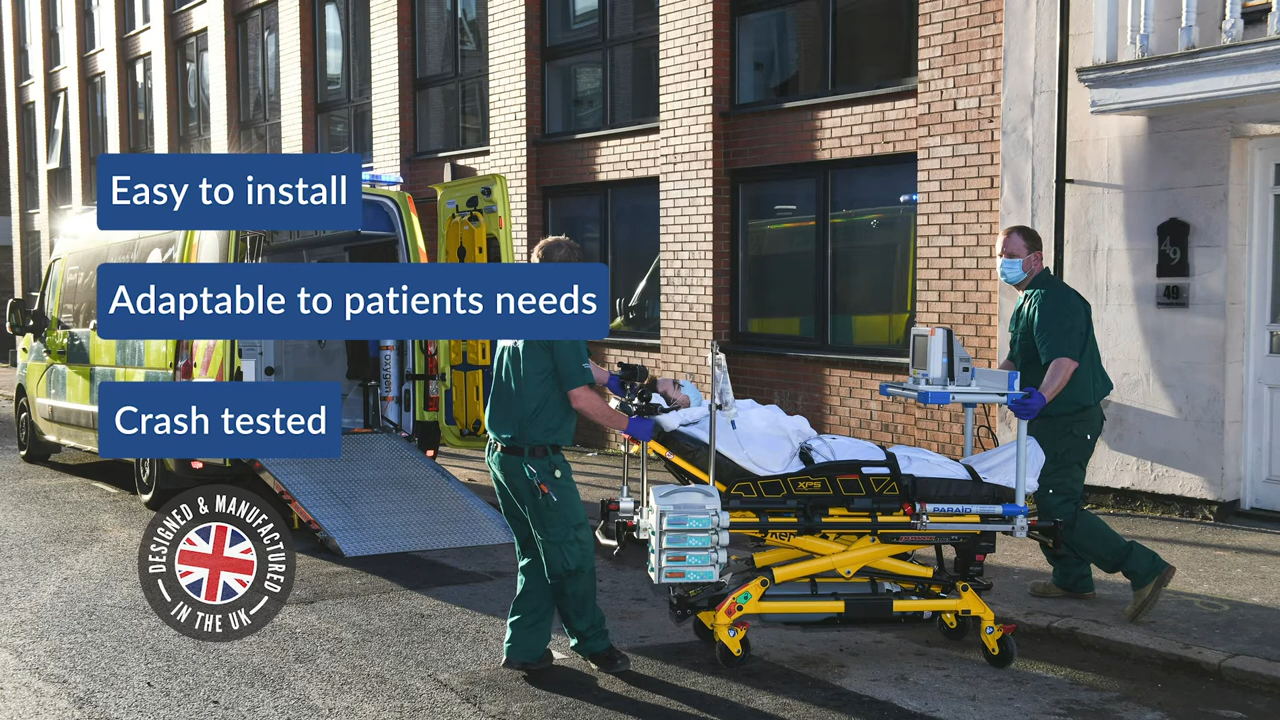 Easy to install
Adaptable to patients needs
Crash tested
DESIGNED & MANUFACTURED
IN THE UK
oxygen
49
49
XPS
PARAID